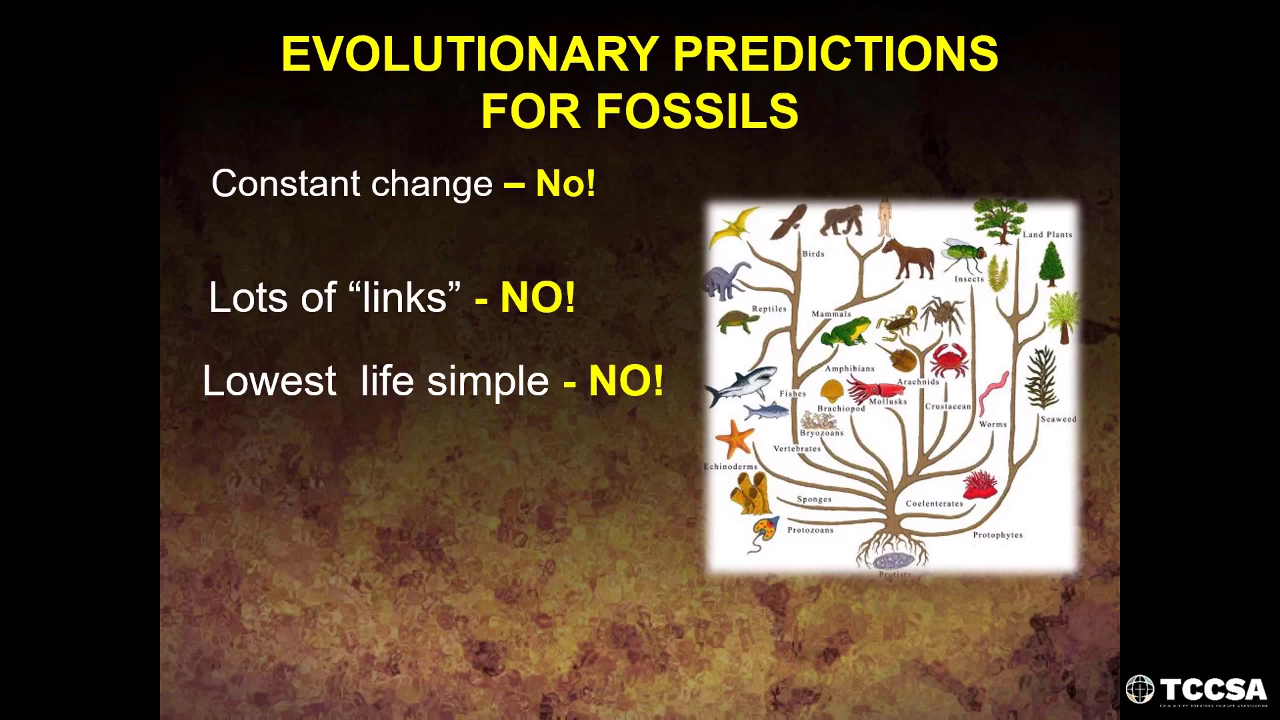 EVOLUTIONARY PREDICTIONS
FOR FOSSILS
Constant change – No!
Lots of “links” - NO!
Lowest  life simple - NO!
Land Plants
Birds
Insects
Reptiles
Mammals
Amphibians
Arachnids
Fishes
Mollusks
Brachiopod
Crustacean
Seaweed
Worms
Bryozoans
Vertebrates
Echinoderms
Sponges
Coelenterates
Protozoans
Protophytes
Protists
TCCSA